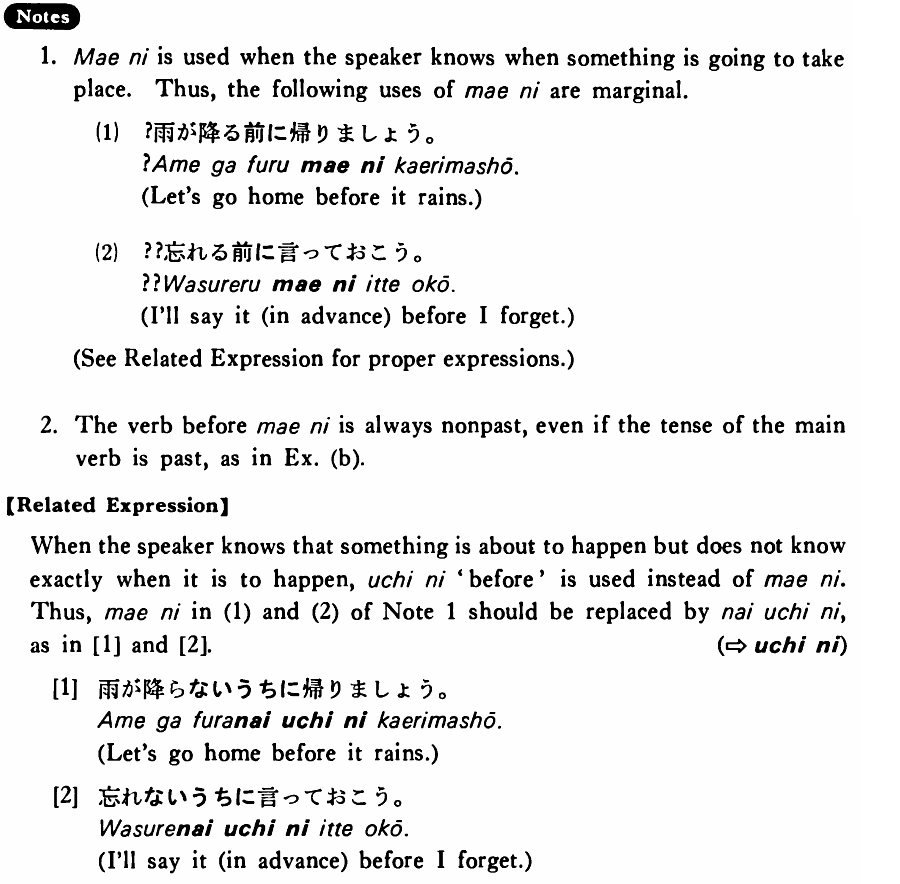 Notes
1. Mae ni is used when the speaker knows when something is going to take
place. Thus, the following uses of mae ni are marginal.
(1) ?雨が降る前に帰りましょう。
?Ame ga furu mae ni kaerimashō.
(Let's go home before it rains.)
(2) ??忘れる前に言っておこう。
??Wasureru mae ni itte okō.
(I'll say it (in advance) before I forget.)
(See Related Expression for proper expressions.)
2. The verb before mae ni is always nonpast, even if the tense of the main
verb is past, as in Ex. (b).
【Related Expression】
When the speaker knows that something is about to happen but does not know
exactly when it is to happen, uchi ni 'before' is used instead of mae ni.
Thus, mae ni in (1) and (2) of Note 1 should be replaced by nai uchi ni,
as in [1] and [2]. (⇨ uchi ni)
[1] 雨が降らないうちに帰りましょう。
Ame ga furanai uchi ni kaerimashō.
(Let's go home before it rains.)
[2] 忘れないうちに言っておこう。
Wasurenai uchi ni itte okō.
(I'll say it (in advance) before I forget.)